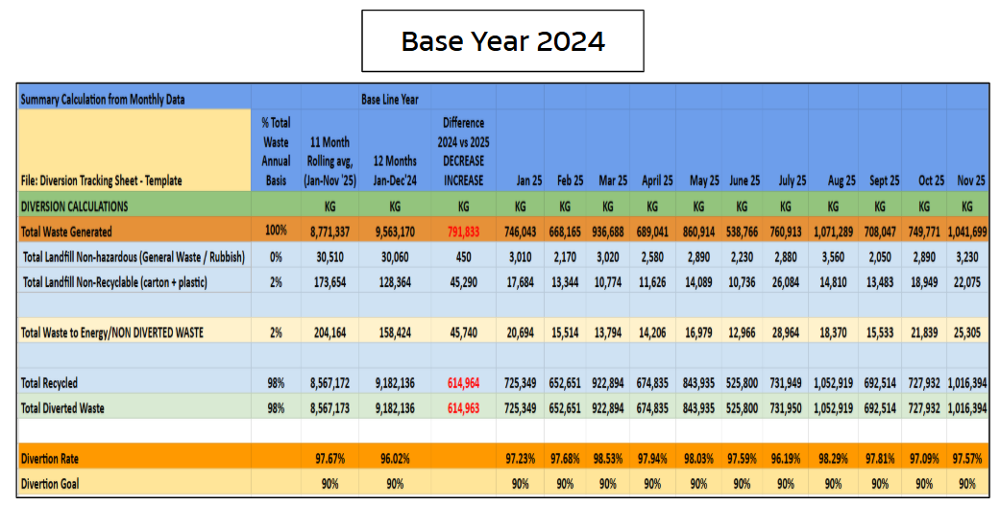 Base Year 2024
Summary Calculation from Monthly Data Base Line Year
File: Diversion Tracking Sheet - Template % Total Waste Annual Basis 11 Month Rolling avg, (Jan-Nov '25) 12 Months Jan-Dec'24 Difference 2024 vs 2025 DECREASE INCREASE Jan 25 Feb 25 Mar 25 April 25 May 25 June 25 July 25 Aug 25 Sept 25 Oct 25 Nov 25
DIVERSION CALCULATIONS KG KG KG KG KG KG KG KG KG KG KG KG KG KG
Total Waste Generated 100% 8,771,337 9,563,170 791,833 746,043 668,165 936,688 689,041 860,914 538,766 760,913 1,071,289 708,047 749,771 1,041,699
Total Landfill Non-hazardous (General Waste / Rubbish) 0% 30,510 30,060 450 3,010 2,170 3,020 2,580 2,890 2,230 2,880 3,560 2,050 2,890 3,230
Total Landfill Non-Recyclable (carton + plastic) 2% 173,654 128,364 45,290 17,684 13,344 10,774 11,626 14,089 10,736 26,084 14,810 13,483 18,949 22,075
Total Waste to Energy/NON DIVERTED WASTE 2% 204,164 158,424 45,740 20,694 15,514 13,794 14,206 16,979 12,966 28,964 18,370 15,533 21,839 25,305
Total Recycled 98% 8,567,172 9,182,136 614,964 725,349 652,651 922,894 674,835 843,935 525,800 731,949 1,052,919 692,514 727,932 1,016,394
Total Diverted Waste 98% 8,567,173 9,182,136 614,963 725,349 652,651 922,894 674,835 843,935 525,800 731,950 1,052,919 692,514 727,932 1,016,394
Divertion Rate 97.67% 96.02% 97.23% 97.68% 98.53% 97.94% 98.03% 97.59% 96.19% 98.29% 97.81% 97.09% 97.57%
Divertion Goal 90% 90% 90% 90% 90% 90% 90% 90% 90% 90% 90% 90% 90%